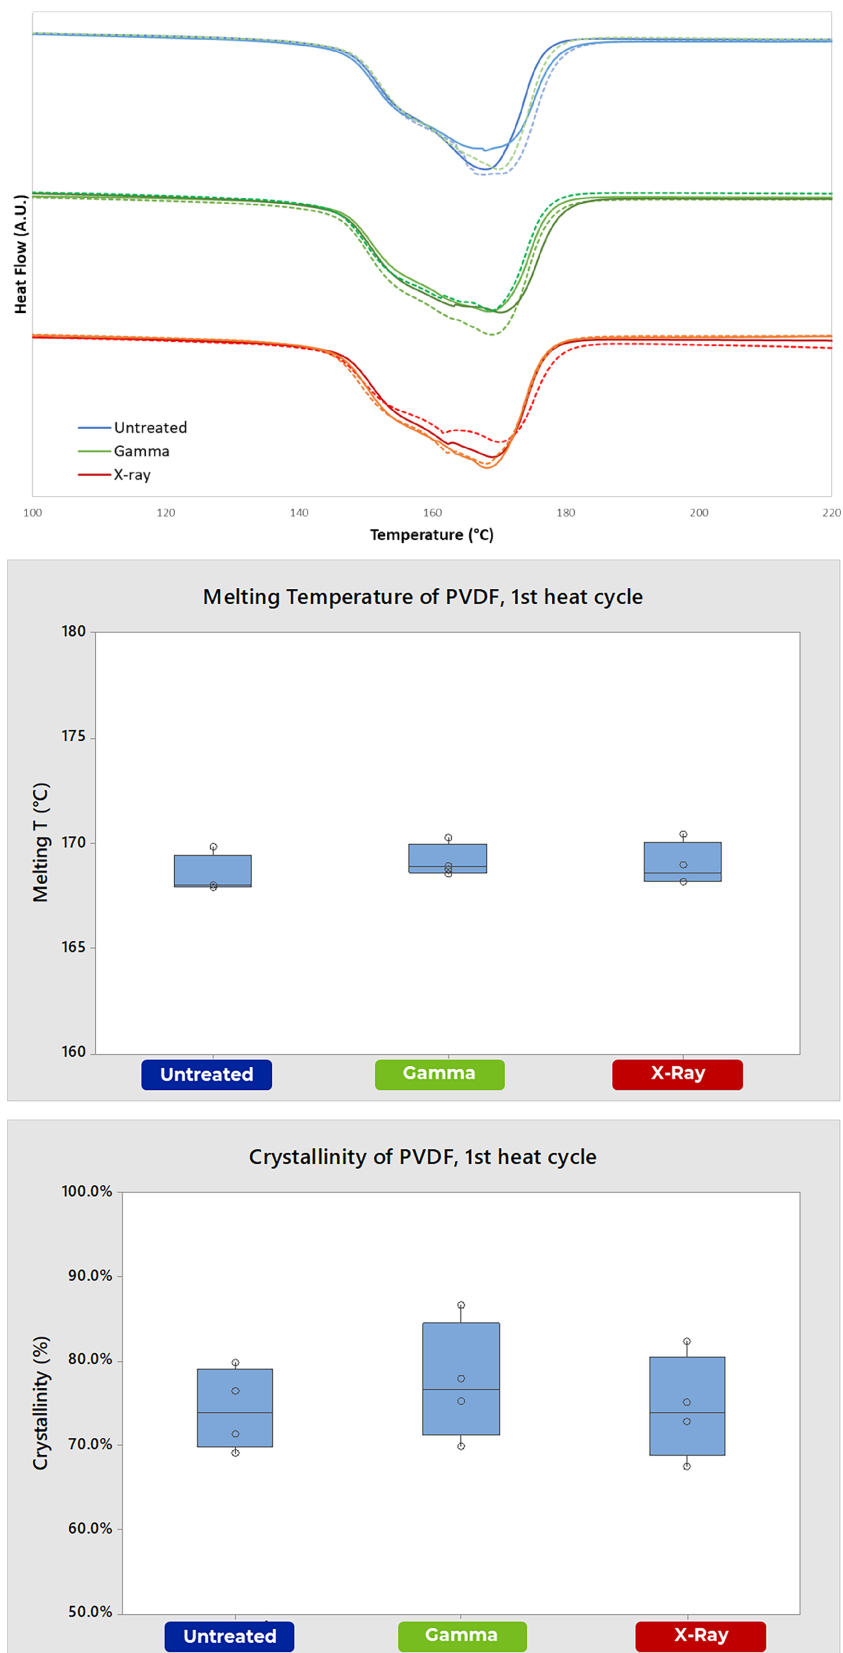 Heat Flow (A.U.)
Untreated
Gamma
X-ray
100 120 140 160 180 200 220
Temperature (°C)
Melting Temperature of PVDF, 1st heat cycle
Melting T (°C)
180
175
170
165
160
Untreated Gamma X-Ray
Crystallinity of PVDF, 1st heat cycle
Crystallinity (%)
100.0%
90.0%
80.0%
70.0%
60.0%
50.0%
Untreated Gamma X-Ray